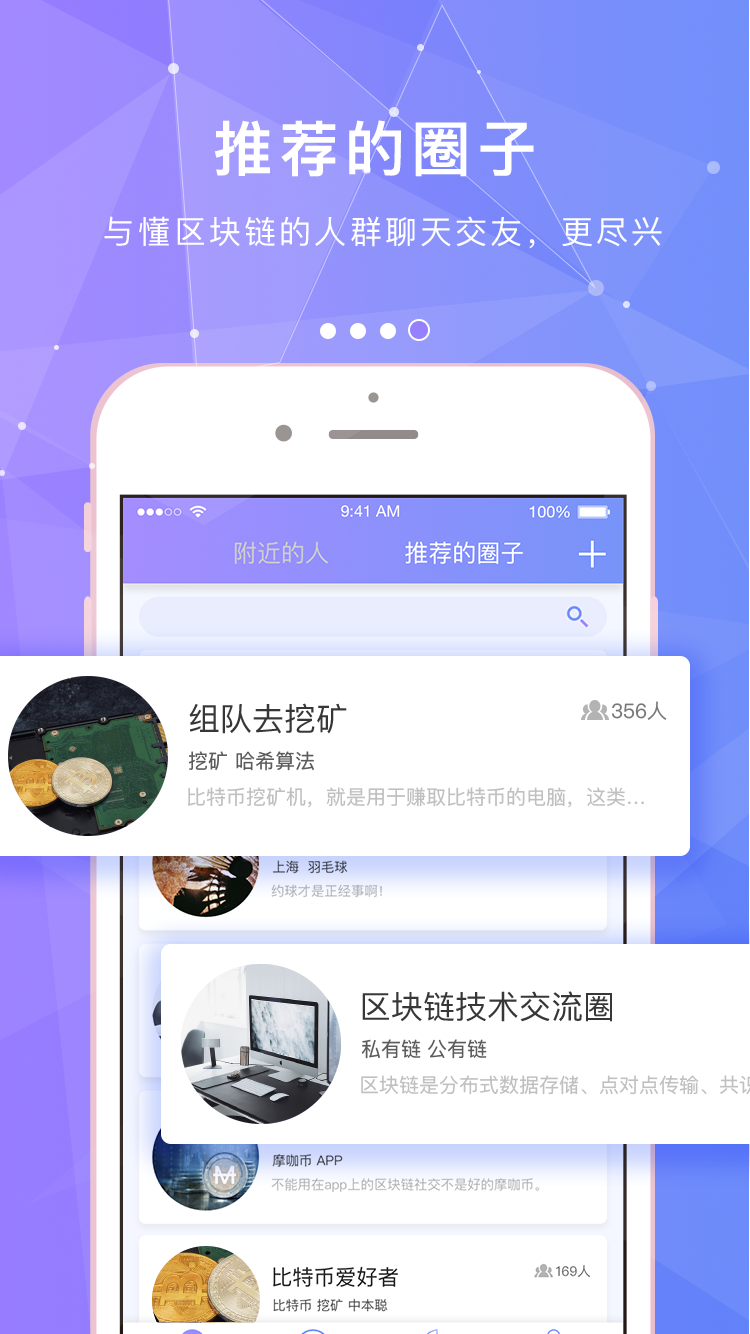 推荐的圈子
与懂区块链的人群聊天交友，更尽兴
9:41 AM
100%
附近的人
推荐的圈子
组队去挖矿
356人
挖矿 哈希算法
比特币挖矿机，就是用于赚取比特币的电脑，这类...
上海 羽毛球
约球才是正经事啊！
区块链技术交流圈
私有链 公有链
区块链是分布式数据存储、点对点传输、共识
摩咖币 APP
不能用在app上的区块链社交不是好的摩咖币。
比特币爱好者
169人
比特币 挖矿 中本聪